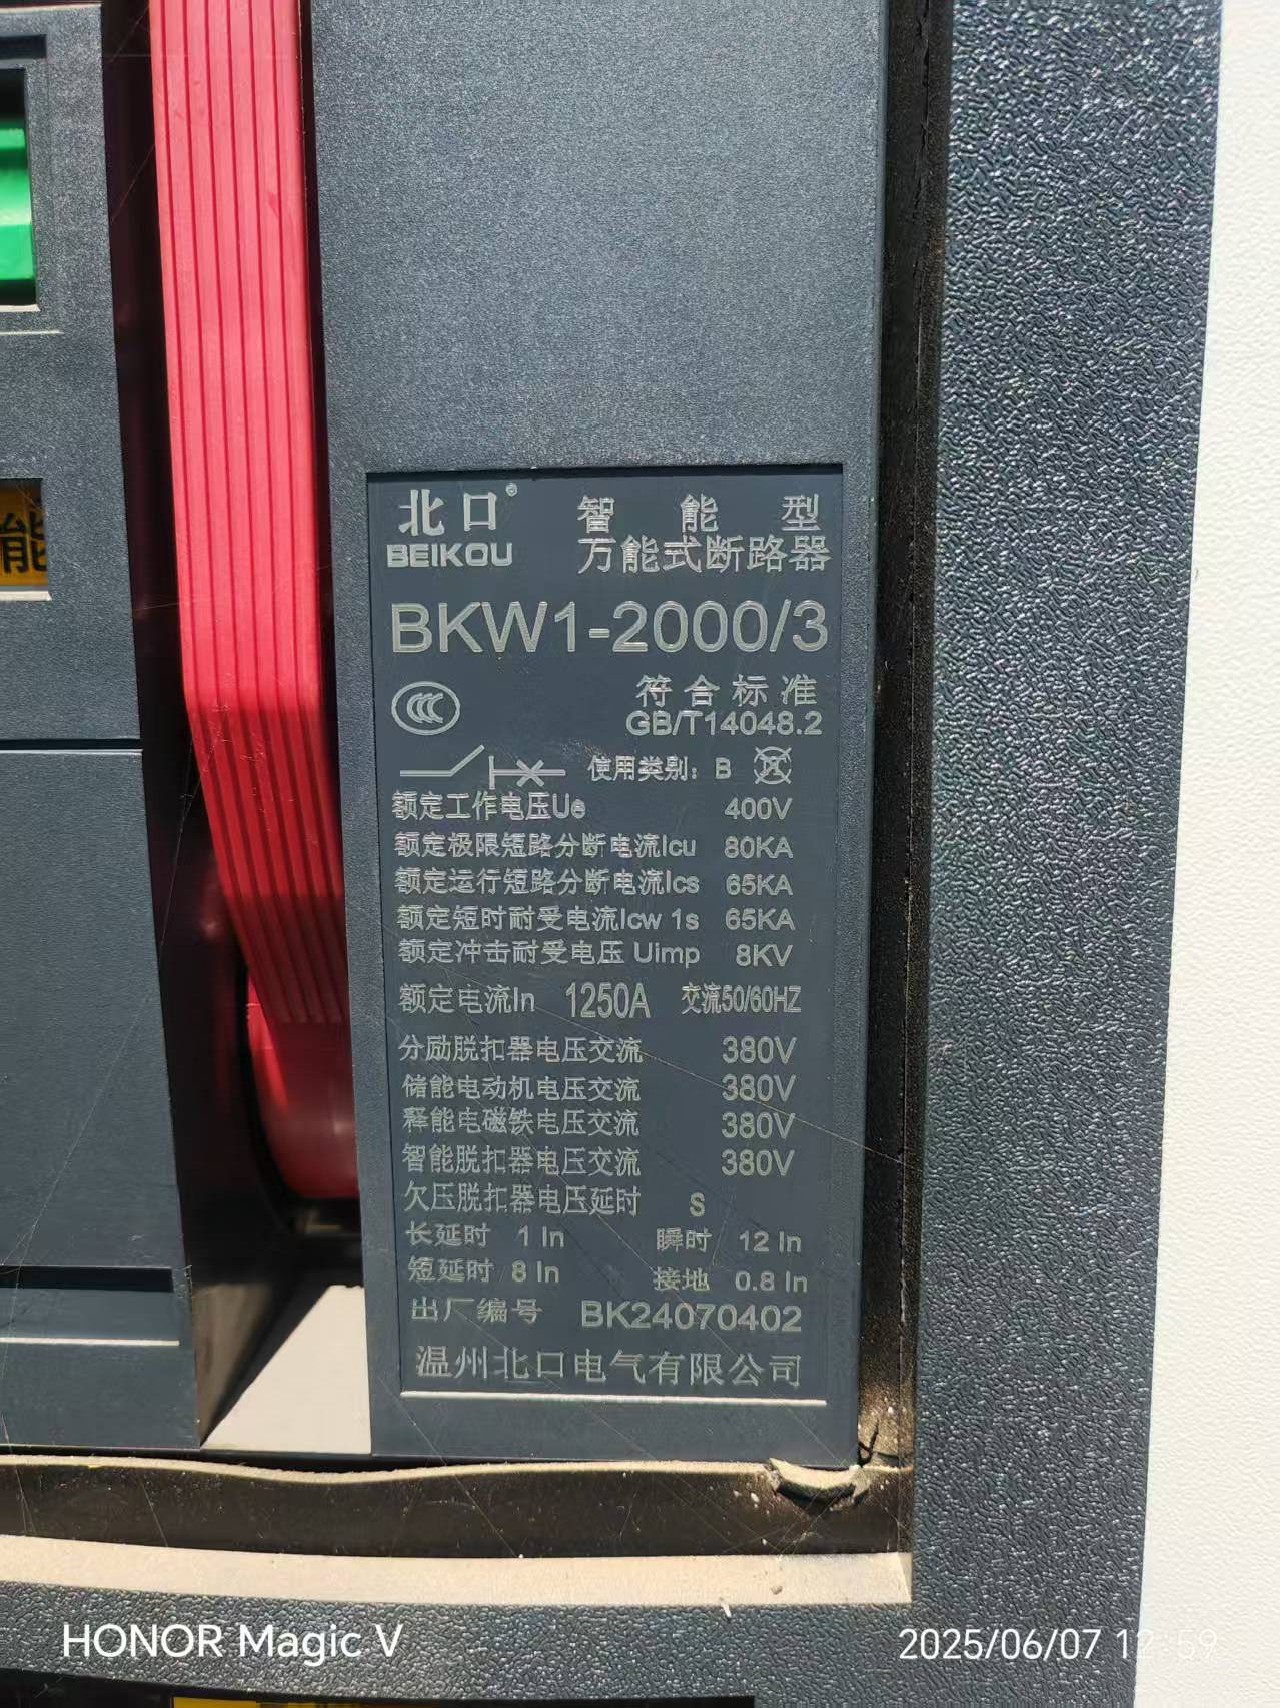 能
北口 智能型
BEIKOU 万能式断路器
BKW1-2000/3
符合标准
GB/T14048.2
使用类别：B
额定工作电压Ue 400V
额定极限短路分断电流Icu 80KA
额定运行短路分断电流Ics 65KA
额定短时耐受电流Icw 1s 65KA
额定冲击耐受电压 Uimp 8KV
额定电流In 1250A 交流50/60HZ
分励脱扣器电压交流 380V
储能电动机电压交流 380V
释能电磁铁电压交流 380V
智能脱扣器电压交流 380V
欠压脱扣器电压延时 S
长延时 1 In 瞬时 12 In
短延时 8 In 接地 0.8 In
出厂编号 BK24070402
温州北口电气有限公司
HONOR Magic V 2025/06/07 12:59